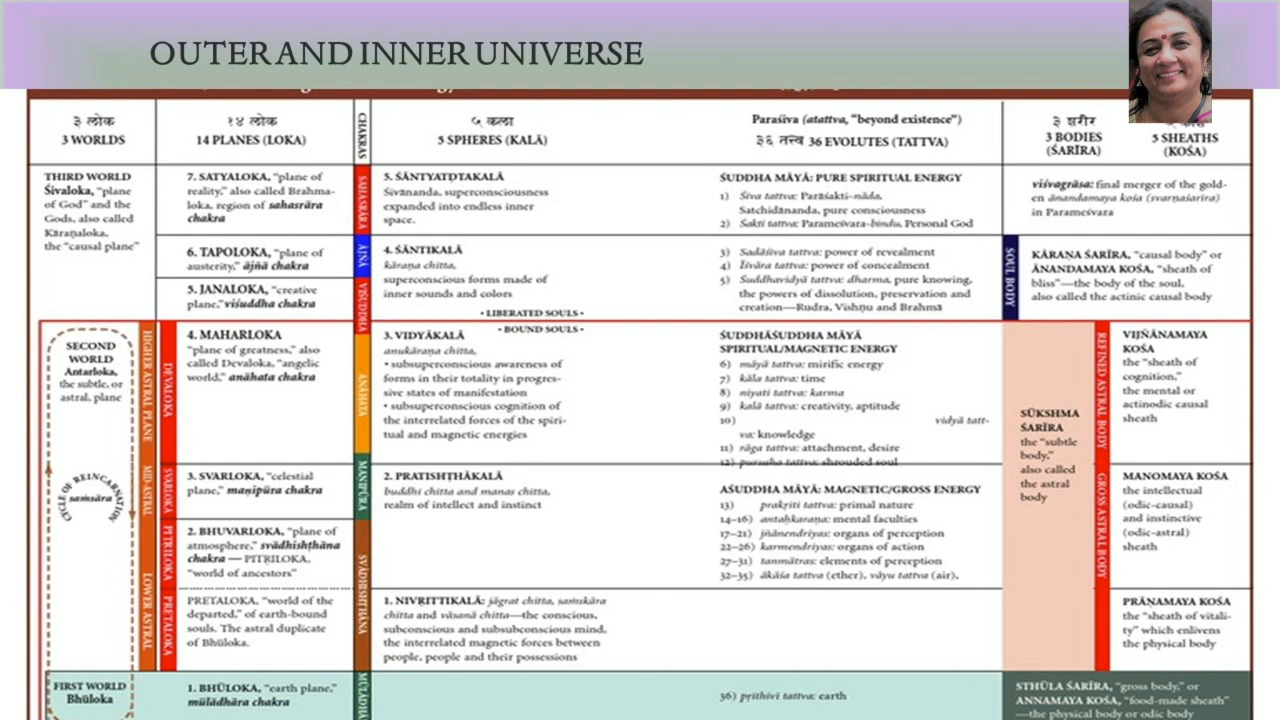 OUTER AND INNER UNIVERSE
३ लोक
3 WORLDS
१४ लोक
14 PLANES (LOKA)
CHAKRAS
५ कला
5 SPHERES (KALĀ)
Paraśiva (atattva, “beyond existence”)
३६ तत्त्व 36 EVOLUTES (TATTVA)
३ शरीर
3 BODIES
(ŚARĪRA)
5 SHEATHS
(KOŚA)
THIRD WORLD
Śivaloka, “plane
of God” and the
Gods, also called
Kāraṇaloka,
the “causal plane”
7. SATYALOKA, “plane of
reality,” also called Brahma-
loka, region of sahasrāra
chakra
SAHASRĀRA
5. ŚĀNTYATĪTAKALĀ
Śivānanda, superconsciousness
expanded into endless inner
space.
ŚUDDHA MĀYĀ: PURE SPIRITUAL ENERGY
1) Śiva tattva: Parāśakti-nāda,
Satchidānanda, pure consciousness
2) Śakti tattva: Parameśvara-bindu, Personal God
viśvagrāsa: final merger of the gold-
en ānandamaya kośa (svarṇaśarīra)
in Parameśvara
6. TAPOLOKA, “plane of
austerity,” ājñā chakra
ĀJÑĀ
5. JANALOKA, “creative
plane,” viśuddha chakra
VIŚUDDHA
4. ŚĀNTIKALĀ
kāraṇa chitta,
superconscious forms made of
inner sounds and colors
• LIBERATED SOULS •
3) Sadāśiva tattva: power of revealment
4) Īśvara tattva: power of concealment
5) Śuddhavidyā tattva: dharma, pure knowing,
the powers of dissolution, preservation and
creation—Rudra, Vishṇu and Brahmā
SOUL BODY
KĀRAṆA ŚARĪRA, “causal body” or
ĀNANDAMAYA KOŚA, “sheath of
bliss”—the body of the soul,
also called the actinic causal body
SECOND
WORLD
Antarloka,
the subtle, or
astral, plane
CYCLE OF REINCARNATION
saṁsāra
HIGHER ASTRAL PLANE
MID-ASTRAL
LOWER ASTRAL
DEVALOKA
SVARLOKA
PITRILOKA
PRETALOKA
4. MAHARLOKA
“plane of greatness,” also
called Devaloka, “angelic
world,” anāhata chakra
ANĀHATA
• BOUND SOULS •
3. VIDYĀKALĀ
anukāraṇa chitta,
• subsuperconscious awareness of
forms in their totality in progres-
sive states of manifestation
• subsuperconscious cognition of
the interrelated forces of the spiri-
tual and magnetic energies
ŚUDDHĀŚUDDHA MĀYĀ
SPIRITUAL/MAGNETIC ENERGY
6) māyā tattva: mirific energy
7) kāla tattva: time
8) niyati tattva: karma
9) kalā tattva: creativity, aptitude
10) vidyā tatt-
va: knowledge
11) rāga tattva: attachment, desire
12) purusha tattva: shrouded soul
SŪKSHMA
ŚARĪRA
the “subtle
body,”
also called
the astral
body
REFINED ASTRAL BODY
GROSS ASTRAL BODY
VIJÑĀNAMAYA
KOŚA
the “sheath of
cognition,”
the mental or
actinodic causal
sheath
3. SVARLOKA, “celestial
plane,” maṇipūra chakra
MAṆIPŪRA
2. PRATISHṬHĀKALĀ
buddhi chitta and manas chitta,
realm of intellect and instinct
AŚUDDHA MĀYĀ: MAGNETIC/GROSS ENERGY
13) prakṛiti tattva: primal nature
14–16) antaḥkaraṇa: mental faculties
17–21) jñānendriyas: organs of perception
22–26) karmendriyas: organs of action
27–31) tanmātras: elements of perception
32–35) ākāśa tattva (ether), vāyu tattva (air),
MANOMAYA KOŚA
the intellectual
(odic-causal)
and instinctive
(odic-astral)
sheath
2. BHUVARLOKA, “plane of
atmosphere,” svādhishṭhāna
chakra — PITṚILOKA,
“world of ancestors”
SVĀDHISHṬHĀNA
PRETALOKA, “world of the
departed,” of earth-bound
souls. The astral duplicate
of Bhūloka.
1. NIVṚITTIKALĀ: jāgrat chitta, saṁskāra
chitta and vāsanā chitta—the conscious,
subconscious and subsubconscious mind,
the interrelated magnetic forces between
people, people and their possessions
PRĀṆAMAYA KOŚA
the “sheath of vitali-
ty” which enlivens
the physical body
FIRST WORLD
Bhūloka
1. BHŪLOKA, “earth plane,”
mūlādhāra chakra
36) pṛithivī tattva: earth
STHŪLA ŚARĪRA, “gross body,” or
ANNAMAYA KOŚA, “food-made sheath”
—the physical body or odic body